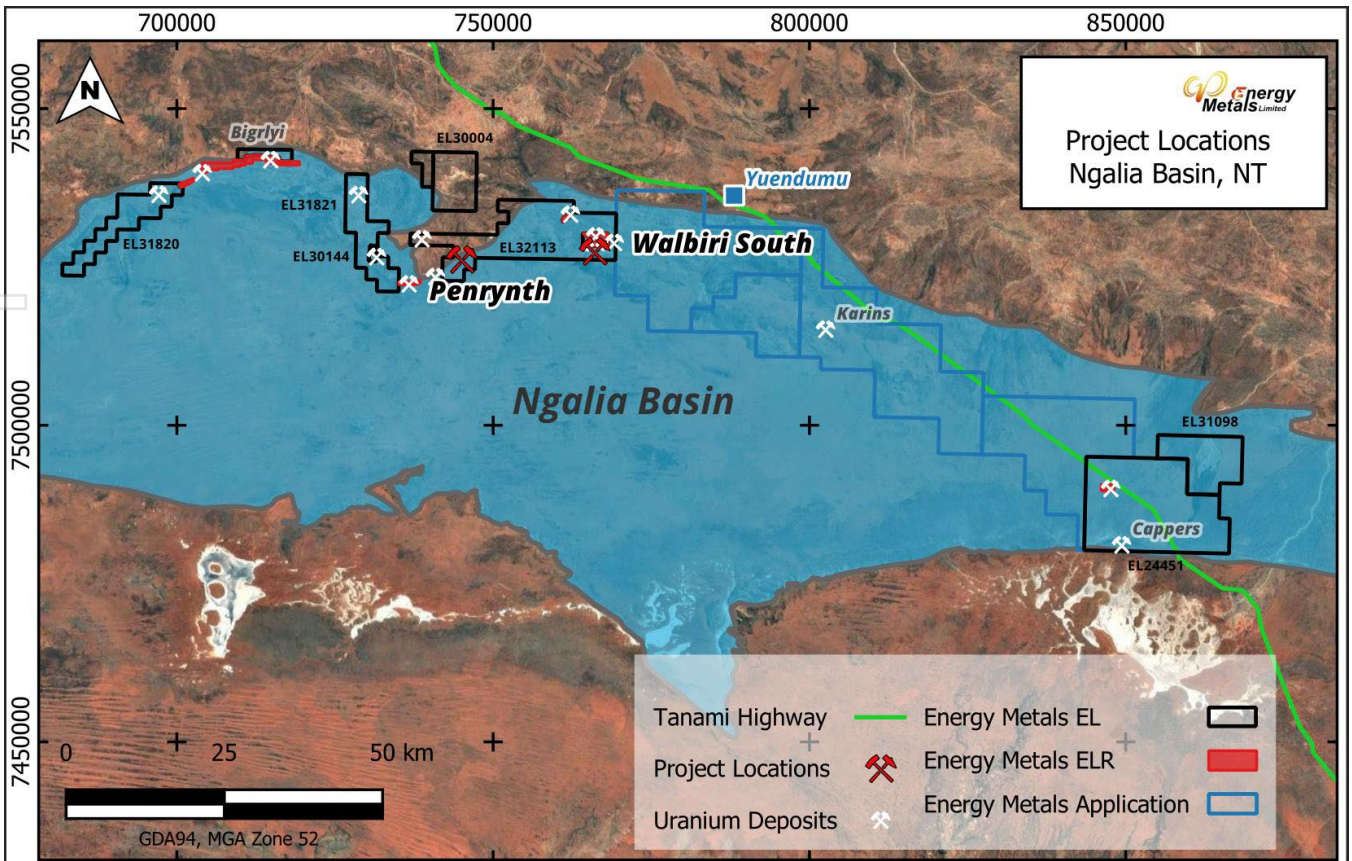 700000
750000
800000
850000
7550000
7500000
7450000
N
Energy
Metals Limited
Project Locations
Ngalia Basin, NT
Bigrlyi
EL30004
Yuendumu
EL31821
EL31820
EL30144
EL32113
Walbiri South
Penrynth
Karins
Ngalia Basin
EL31098
Cappers
EL24451
Tanami Highway
Project Locations
Uranium Deposits
Energy Metals EL
Energy Metals ELR
Energy Metals Application
0 25 50 km
GDA94, MGA Zone 52